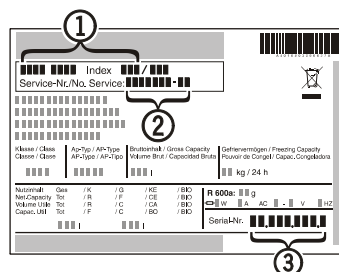 1
Index /
Service-Nr./No. Service: -
2
Klasse / Class
Classe / Clase
Ap-Typ / AP-Type
AP-Type / AP-Tipo
Bruttoinhalt / Gross Capacity
Volume Brut / Capacidad Bruta
l
Gefriervermögen / Freezing Capacity
Pouvoir de Congel./ Capac.Congeladora
kg / 24 h
Nutzinhalt Ges / K / G / KE / BIO
Net.Capacity Tot / R / F / CE / BIO
Volume Utile Tot / R / C / CA / BIO
Capac. Util Tot / F / C / BO / BIO
l l
R 600a: g
W A AC - V HZ
Serial-Nr. . . .
3